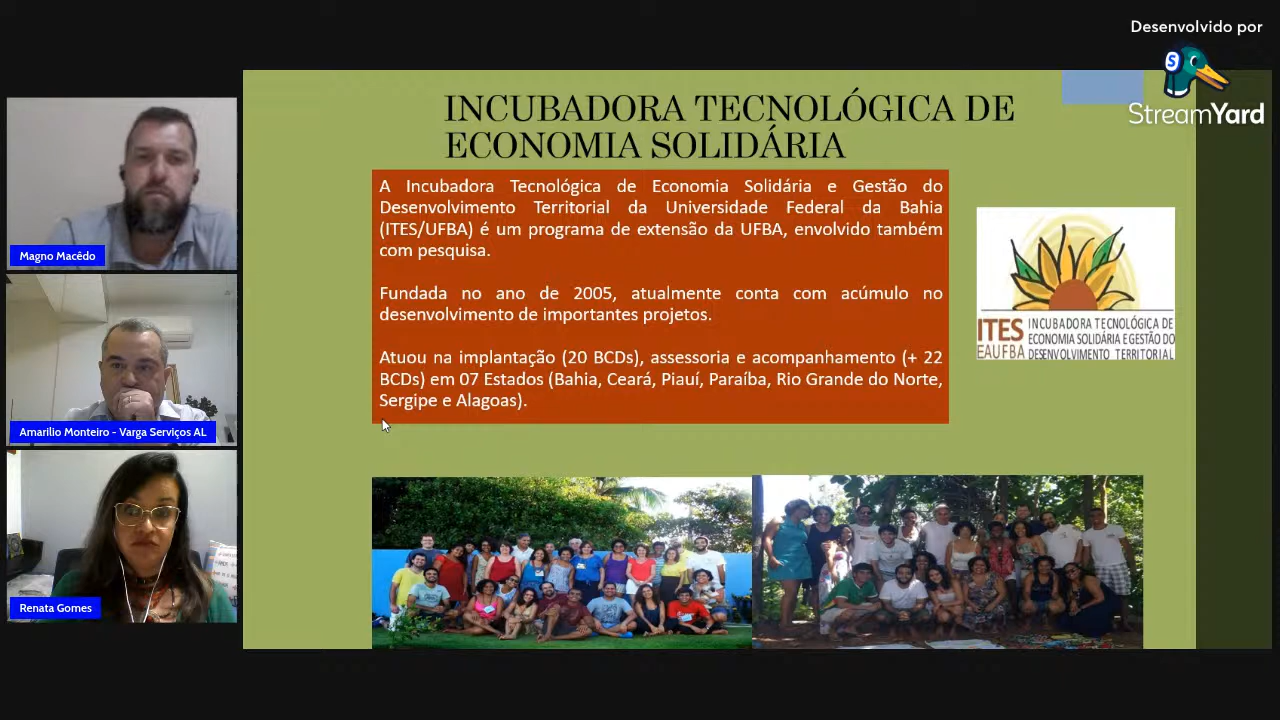 Desenvolvido por
StreamYard
INCUBADORA TECNOLÓGICA DE
ECONOMIA SOLIDÁRIA
A Incubadora Tecnológica de Economia Solidária e Gestão do
Desenvolvimento Territorial da Universidade Federal da Bahia
(ITES/UFBA) é um programa de extensão da UFBA, envolvido também
com pesquisa.
Fundada no ano de 2005, atualmente conta com acúmulo no
desenvolvimento de importantes projetos.
Atuou na implantação (20 BCDs), assessoria e acompanhamento (+ 22
BCDs) em 07 Estados (Bahia, Ceará, Piauí, Paraíba, Rio Grande do Norte,
Sergipe e Alagoas).
ITES
EAUFBA
INCUBADORA TECNOLÓGICA DE
ECONOMIA SOLIDÁRIA E GESTÃO DO
DESENVOLVIMENTO TERRITORIAL
Magno Macêdo
Amarilio Monteiro - Varga Serviços AL
Renata Gomes